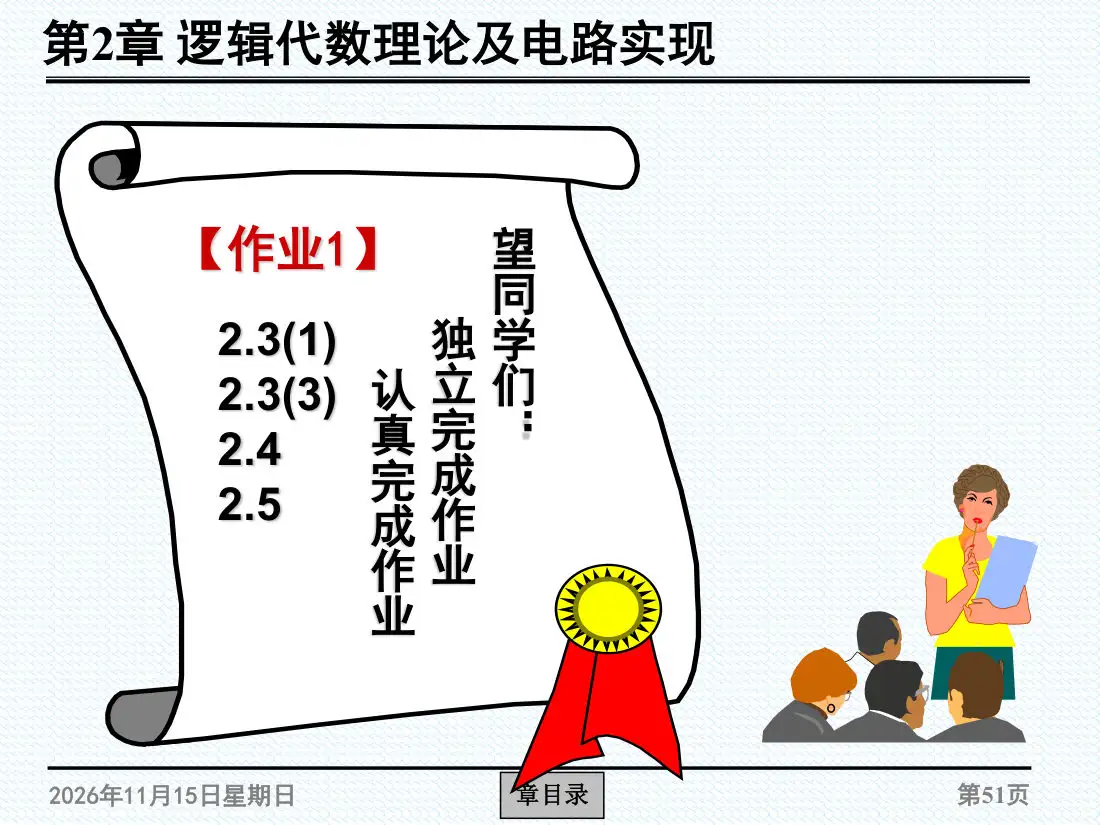 第2章 逻辑代数理论及电路实现
【作业1】
2.3(1)
2.3(3)
2.4
2.5
望同学们：
独立完成作业
认真完成作业
2026年11月15日星期日
章目录
第51页